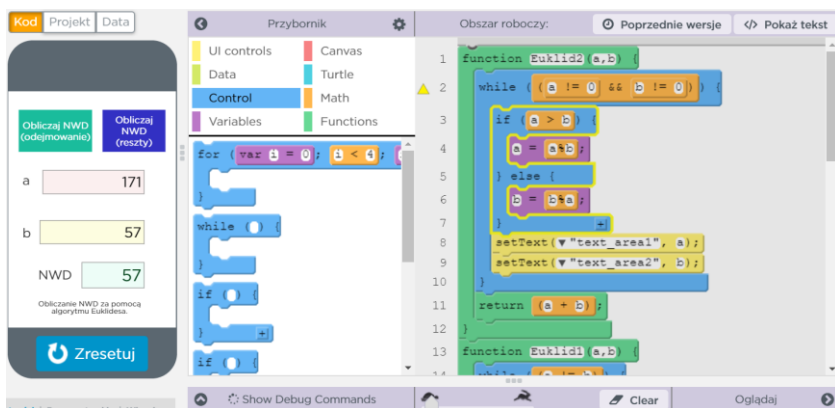 Kod Projekt Data
Przybornik
Obszar roboczy:
Poprzednie wersje
</> Pokaż tekst
UI controls
Canvas
Data
Turtle
Control
Math
Variables
Functions
Obliczaj NWD
(odejmowanie)
Obliczaj
NWD
(reszty)
a 171
b 57
NWD 57
Obliczanie NWD za pomocą
algorytmu Euklidesa.
Zresetuj
for ( var i = 0; i < 4;
}
while () {
}
if () {
}
if () {
1 function Euklid2(a,b) {
2 while ( ( a != 0 && b != 0) ) {
3 if ( a > b ) {
4 a = a%b;
5 } else {
6 b = b%a;
7 }
8 setText(▼"text_area1", a);
9 setText(▼"text_area2", b);
10 }
11 return (a + b);
12 }
13 function Euklid1(a,b) {
Show Debug Commands
Clear
Oglądaj